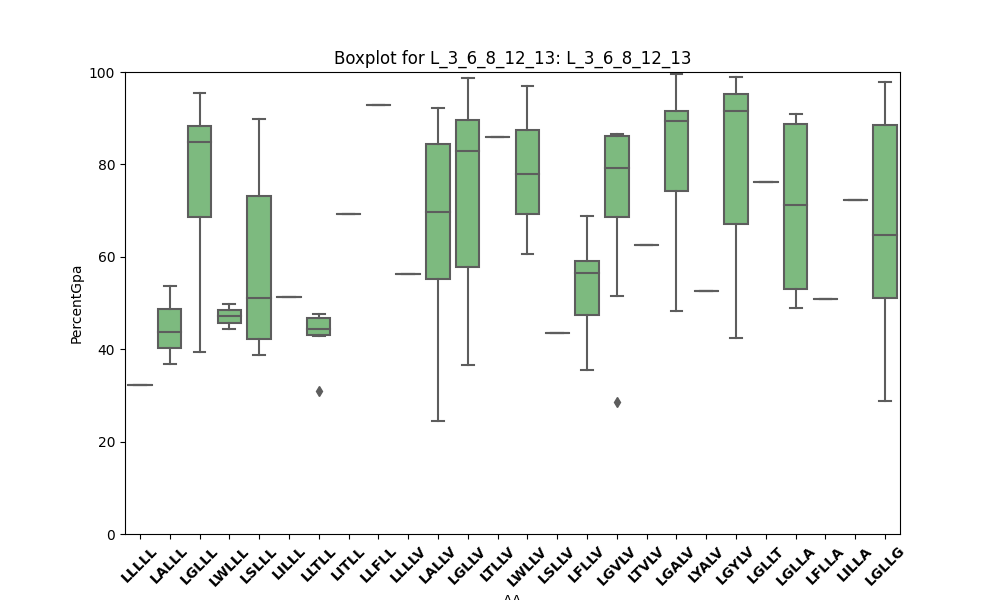 Boxplot for L_3_6_8_12_13: L_3_6_8_12_13
PercentGpa
100
80
60
40
20
0
LLLLL LALLL LGLLL LWLLL LSLLL LILLL LLTLL LITLL LLFLL LLLLV LALLV LGLLV LTLLV LWLLV LSLLV LFLLV LGVLV LTVLV LGALV LYALV LGYLV LGLLT LGLLA LFLLA LILLA LGLLG
AA